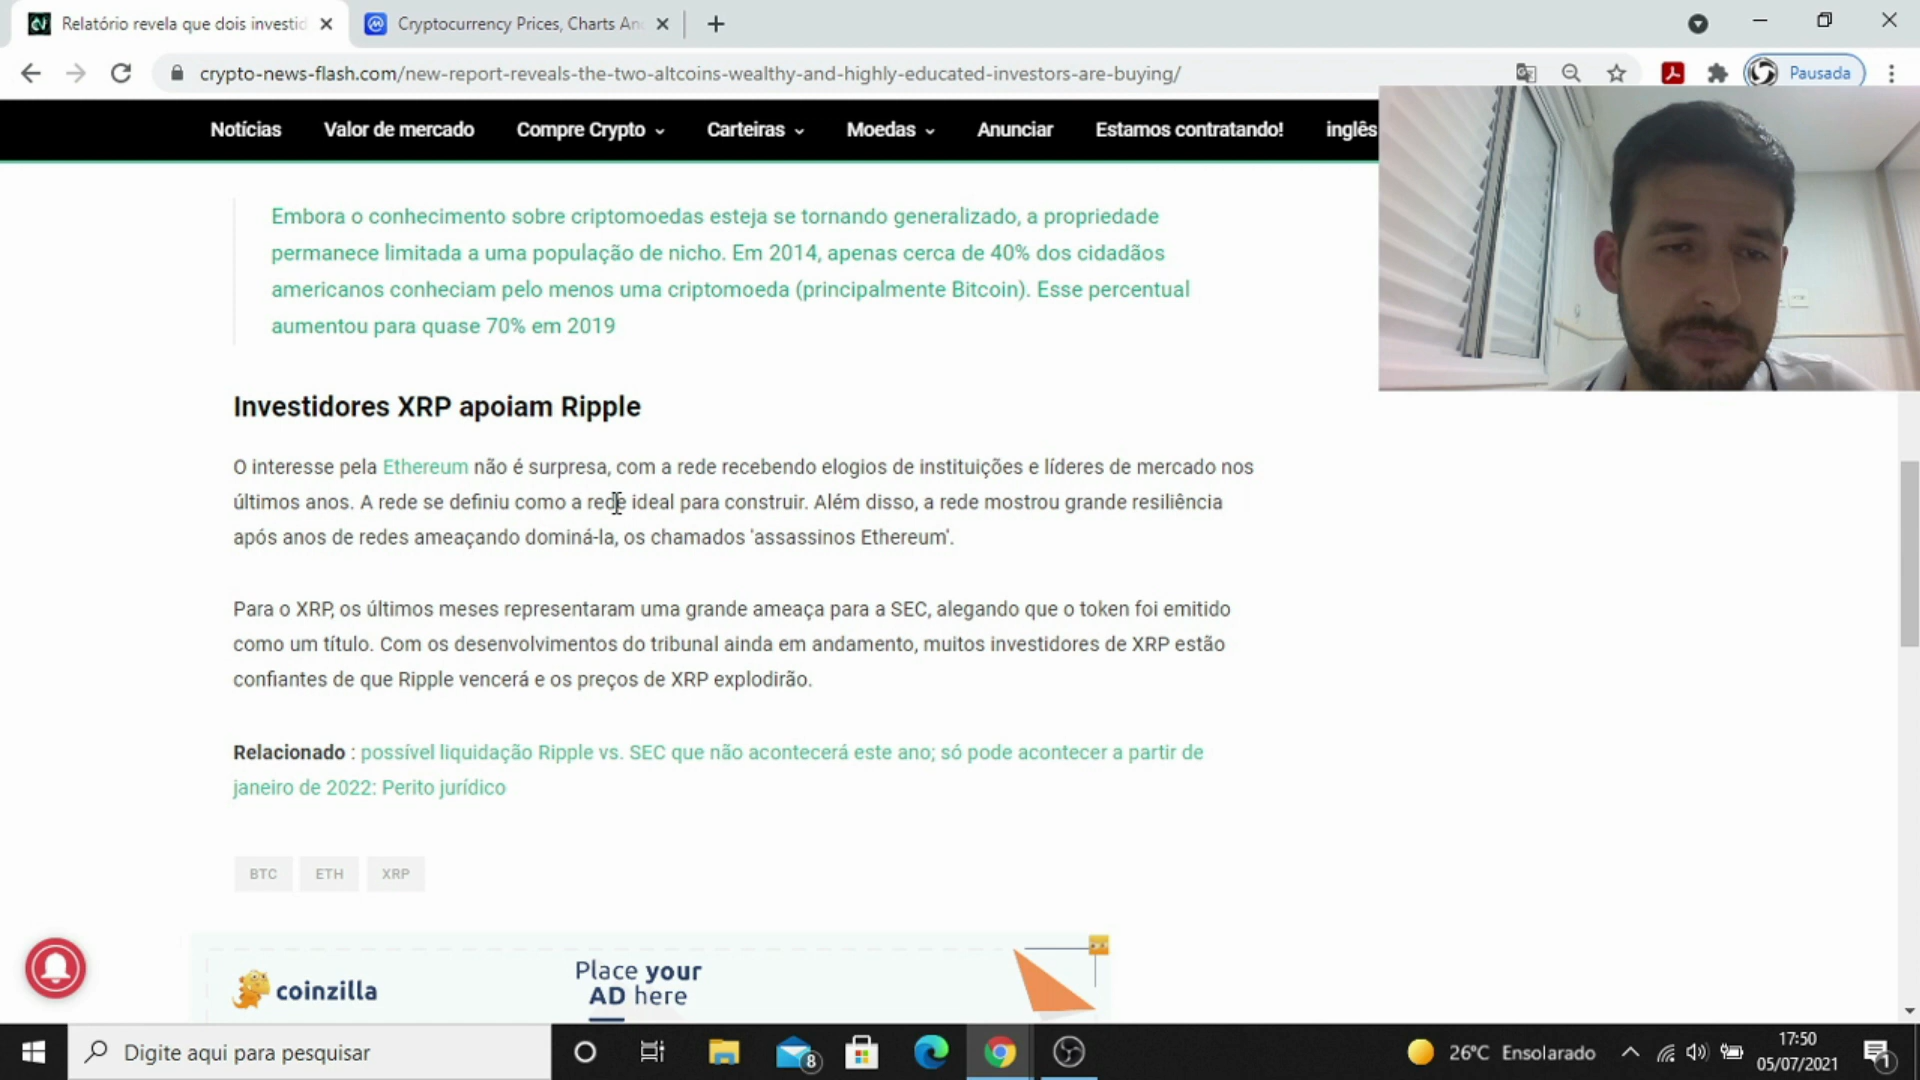 Relatório revela que dois investid
Cryptocurrency Prices, Charts An
crypto-news-flash.com/new-report-reveals-the-two-altcoins-wealthy-and-highly-educated-investors-are-buying/
Pausada
Notícias Valor de mercado Compre Crypto Carteiras Moedas Anunciar Estamos contratando! inglês
Embora o conhecimento sobre criptomoedas esteja se tornando generalizado, a propriedade
permanece limitada a uma população de nicho. Em 2014, apenas cerca de 40% dos cidadãos
americanos conheciam pelo menos uma criptomoeda (principalmente Bitcoin). Esse percentual
aumentou para quase 70% em 2019
Investidores XRP apoiam Ripple
O interesse pela Ethereum não é surpresa, com a rede recebendo elogios de instituições e líderes de mercado nos
últimos anos. A rede se definiu como a rede ideal para construir. Além disso, a rede mostrou grande resiliência
após anos de redes ameaçando dominá-la, os chamados 'assassinos Ethereum'.
Para o XRP, os últimos meses representaram uma grande ameaça para a SEC, alegando que o token foi emitido
como um título. Com os desenvolvimentos do tribunal ainda em andamento, muitos investidores de XRP estão
confiantes de que Ripple vencerá e os preços de XRP explodirão.
Relacionado : possível liquidação Ripple vs. SEC que não acontecerá este ano; só pode acontecer a partir de
janeiro de 2022: Perito jurídico
BTC ETH XRP
coinzilla
Place your
AD here
Digite aqui para pesquisar
8
26°C Ensolarado
17:50
05/07/2021
1